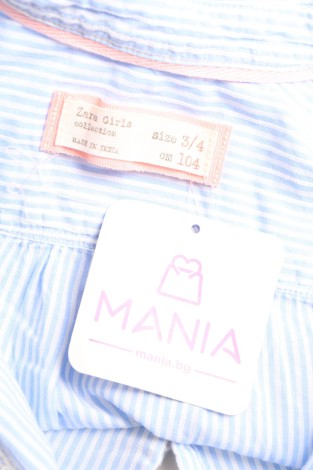 Zara Girls
collection
MADE IN INDIA
size 3/4
cm 104
MANIA
mania.bg